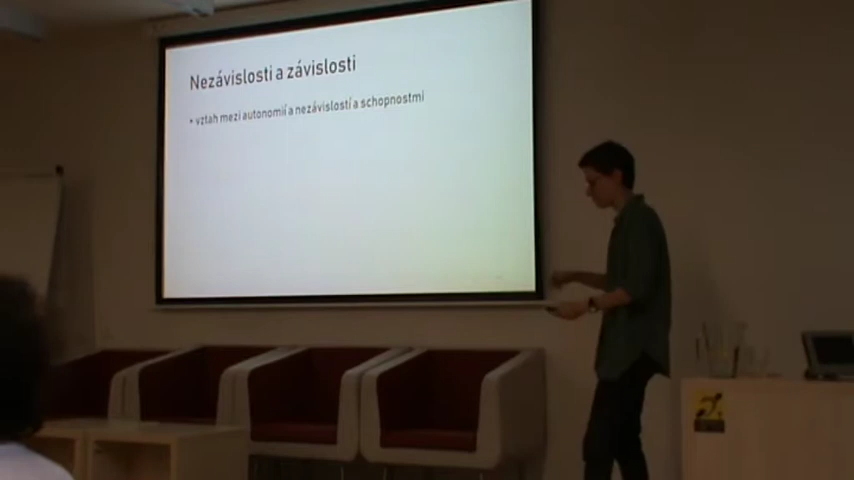 Nezávislosti a závislosti
• vztah mezi autonomií a nezávislostí a schopnostmi